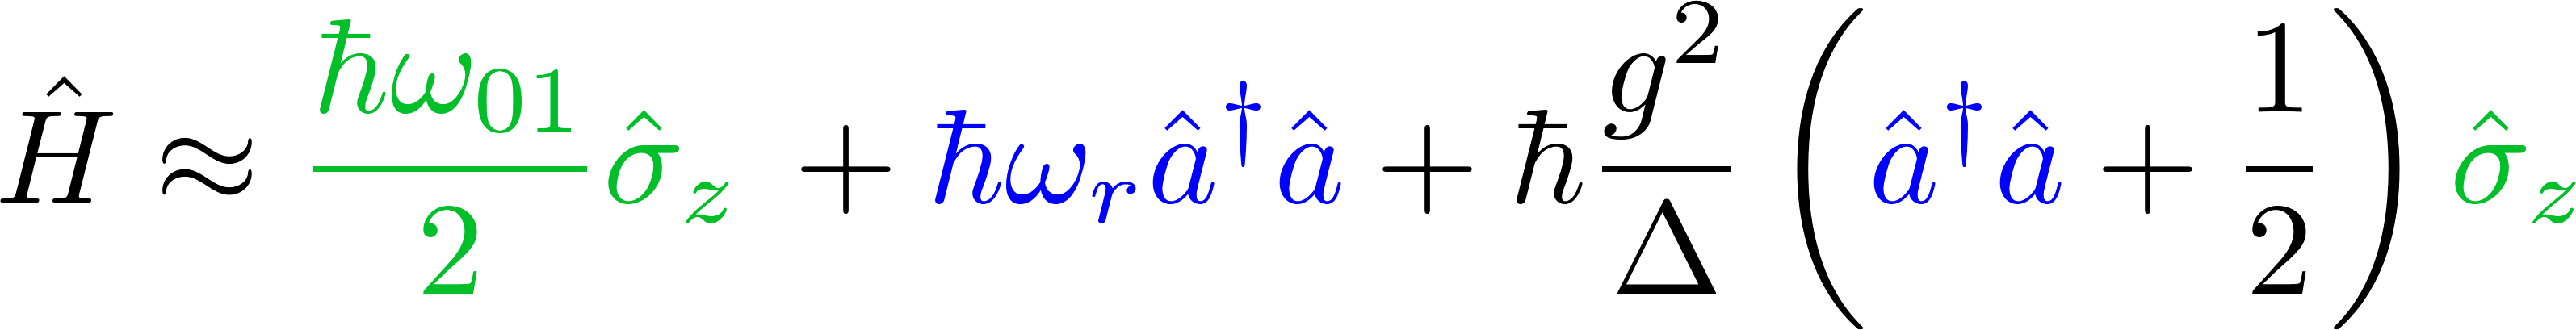 Ĥ ≈ ħω₀₁/2 σ̂_z + ħω_r â†â + ħ g²/Δ (â†â + 1/2) σ̂_z